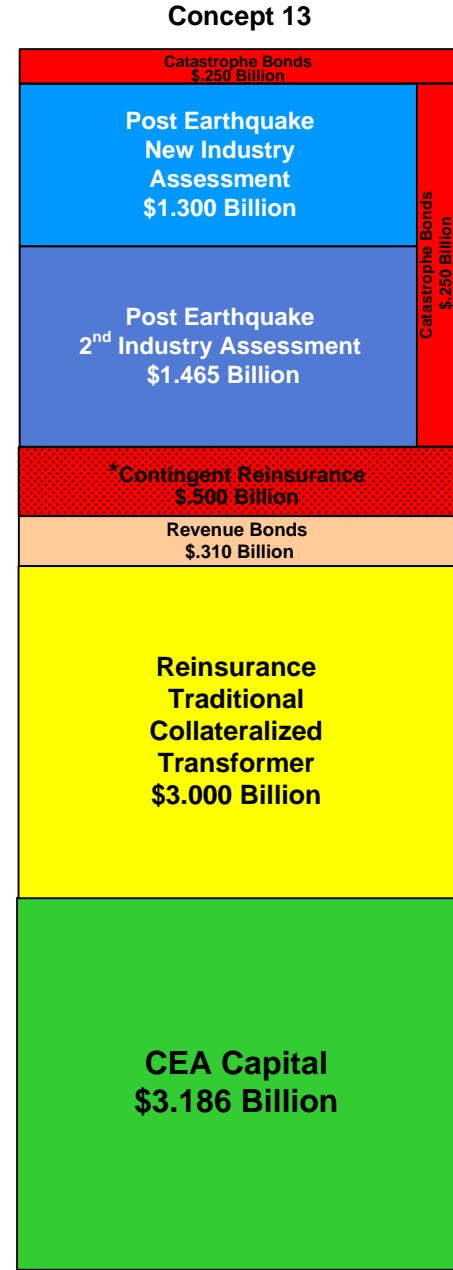 Concept 13
Catastrophe Bonds
$.250 Billion
Post Earthquake
New Industry
Assessment
$1.300 Billion
Catastrophe Bonds
$.250 Billion
Post Earthquake
2nd Industry Assessment
$1.465 Billion
*Contingent Reinsurance
$.500 Billion
Revenue Bonds
$.310 Billion
Reinsurance
Traditional
Collateralized
Transformer
$3.000 Billion
CEA Capital
$3.186 Billion